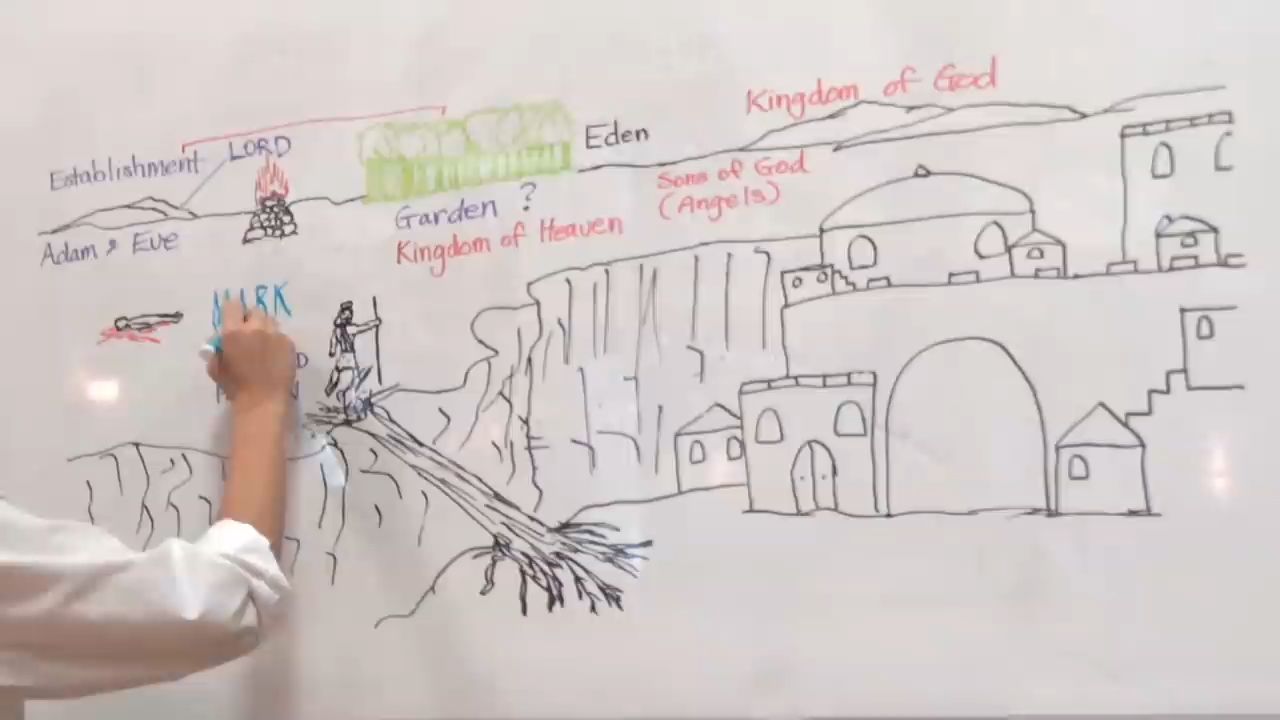 Kingdom of God
Establishment
LORD
Eden
Sons of God
(Angels)
Garden ?
Kingdom of Heaven
Adam & Eve
MARK